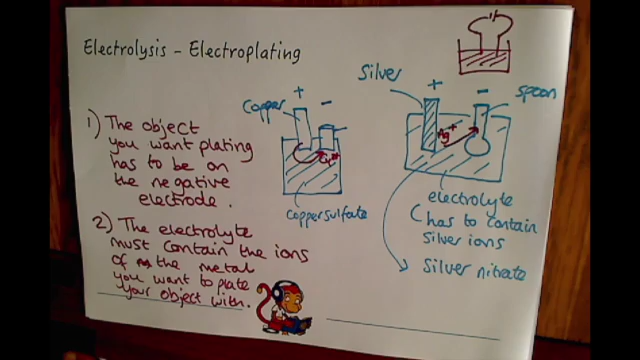 Electrolysis - Electroplating
1) The object
you want plating
has to be on
the negative
electrode.
2) The electrolyte
must contain the ions
of the metal
you want to plate
your object with.
Copper
+
-
copper sulfate
Silver
+
-
spoon
Ag+
electrolyte
(has to contain
silver ions
Silver nitrate